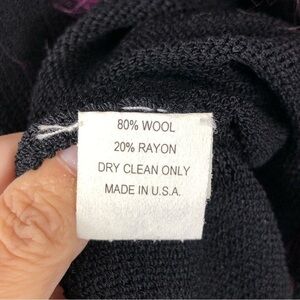 80% WOOL
20% RAYON
DRY CLEAN ONLY
MADE IN U.S.A.